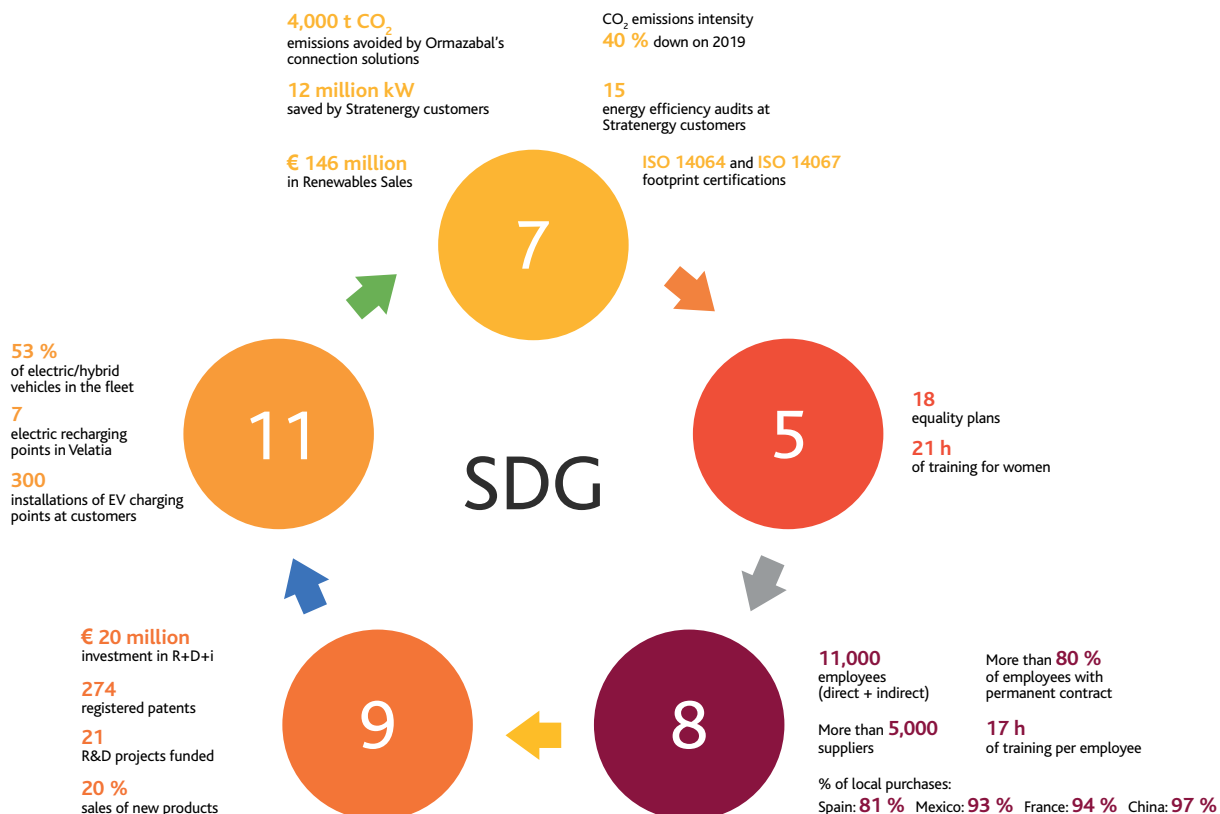 4,000 t CO₂
emissions avoided by Ormazabal's
connection solutions
12 million kW
saved by Stratenergy customers
€ 146 million
in Renewables Sales
CO₂ emissions intensity
40 % down on 2019
15
energy efficiency audits at
Stratenergy customers
ISO 14064 and ISO 14067
footprint certifications
7
53 %
of electric/hybrid
vehicles in the fleet
7
electric recharging
points in Velatia
300
installations of EV charging
points at customers
11
SDG
5
18
equality plans
21 h
of training for women
€ 20 million
investment in R+D+i
274
registered patents
21
R&D projects funded
20 %
sales of new products
9
8
11,000
employees
(direct + indirect)
More than 80 %
of employees with
permanent contract
More than 5,000
suppliers
17 h
of training per employee
% of local purchases:
Spain: 81 % Mexico: 93 % France: 94 % China: 97 %